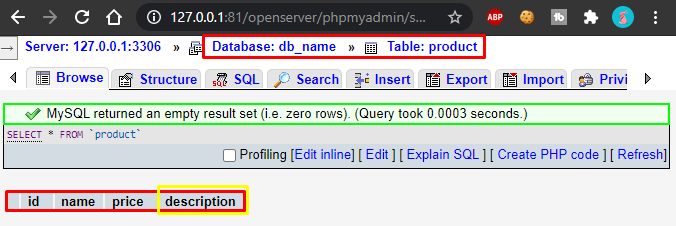 127.0.0.1:81/openserver/phpmyadmin/s... ABP
Server: 127.0.0.1:3306 » Database: db_name » Table: product
Browse Structure SQL Search Insert Export Import Privi
MySQL returned an empty result set (i.e. zero rows). (Query took 0.0003 seconds.)
SELECT * FROM `product`
Profiling [Edit inline] [ Edit ] [ Explain SQL ] [ Create PHP code ] [ Refresh]
id name price description